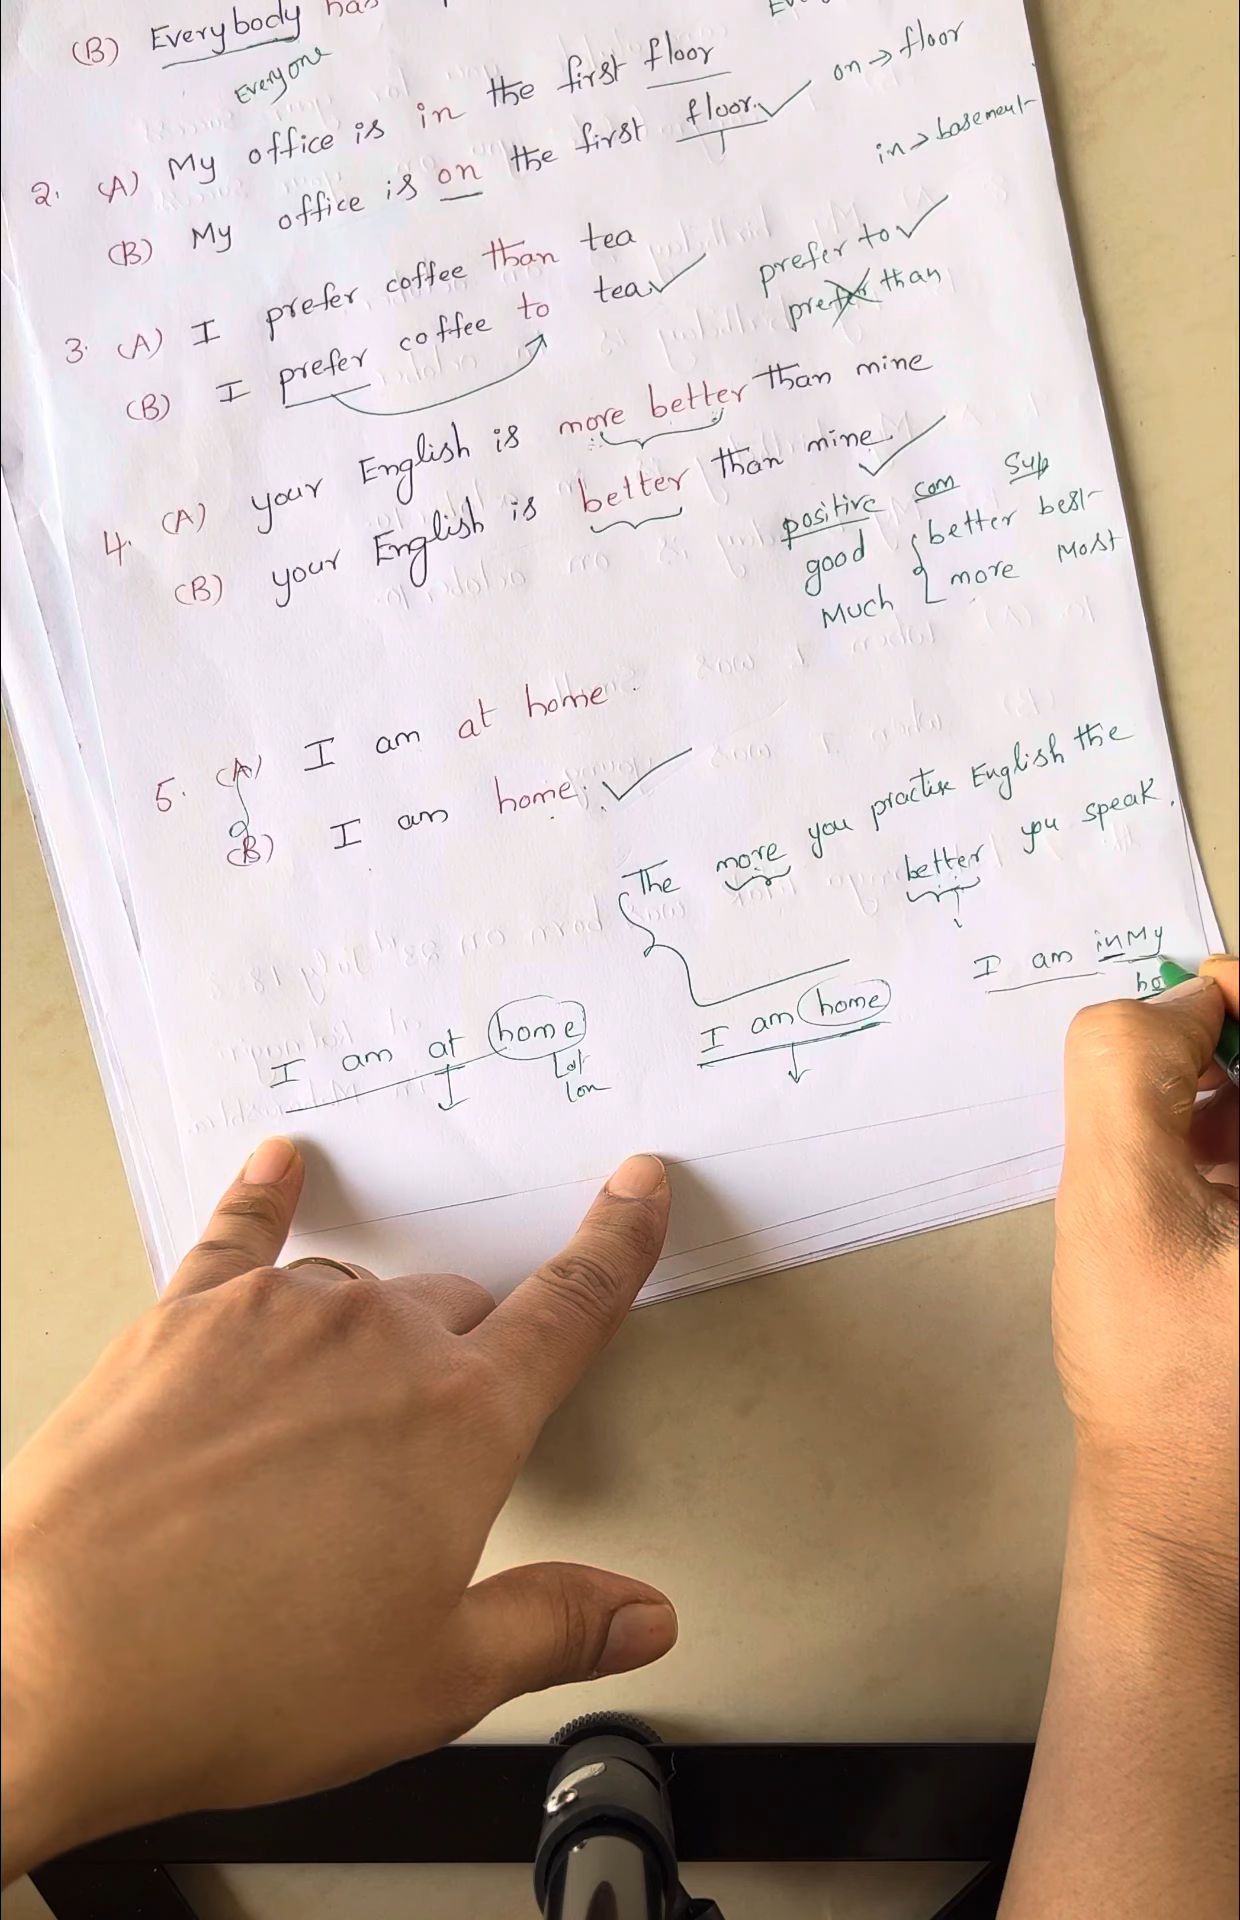 (B) Everybody has
Everyone
2. (A) My office is in the first floor
(B) My office is on the first floor. on → floor
in → basement
3. (A) I prefer coffee than tea
(B) I prefer coffee to tea prefer to
prefer than
4. (A) your English is more better than mine
(B) your English is better than mine
positive com Sup
good better best
Much more Most
5. (A) I am at home
(B) I am home.
The more you practise English the
better you speak.
I am at home
I am home
I am in My